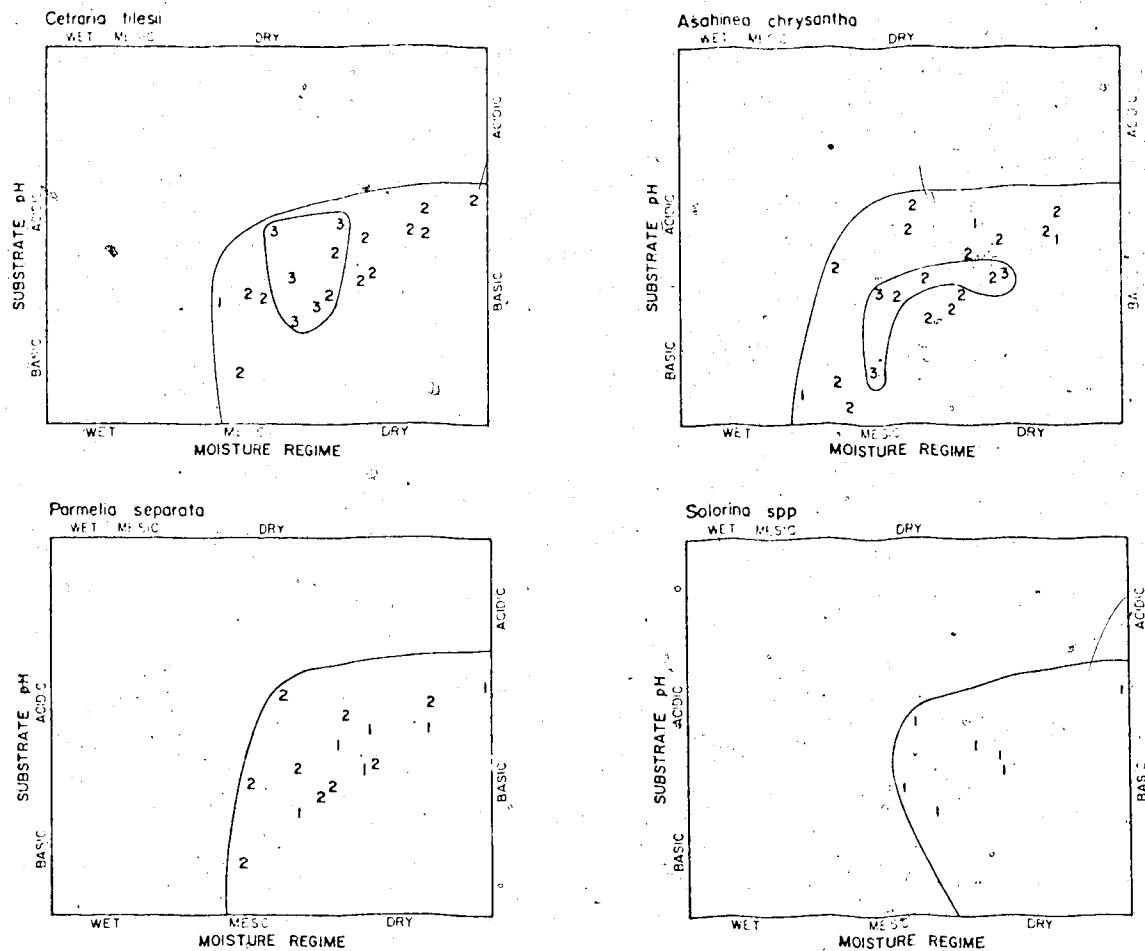 Cetraria tilesii
WET MESIC DRY
ACIDIC
BASIC
SUBSTRATE pH
ACIDIC
BASIC
2
2
3 3 2 2
2 2
3 2 2
1 2 2 2
3
3
2
WET MESIC DRY
MOISTURE REGIME
Asahinea chrysantha
WET MESIC DRY
ACIDIC
BA
SUBSTRATE pH
ACIDIC
BASIC
2 2
2 1 2
2 1
2 2
2 2 3
3 2 2
2 2
3
2
1
2
WET MESIC DRY
MOISTURE REGIME
Parmelia separata
WET MESIC DRY
ACIDIC
BASIC
SUBSTRATE pH
ACIDIC
BASIC
1
2 2
2 1 1
1
2 1 2
2 2
2
1
2
WET MESIC DRY
MOISTURE REGIME
Solorina spp
WET MESIC DRY
ACIDIC
BASIC
SUBSTRATE pH
ACIDIC
BASIC
1
1
1 1
1
1
1
WET MESIC DRY
MOISTURE REGIME